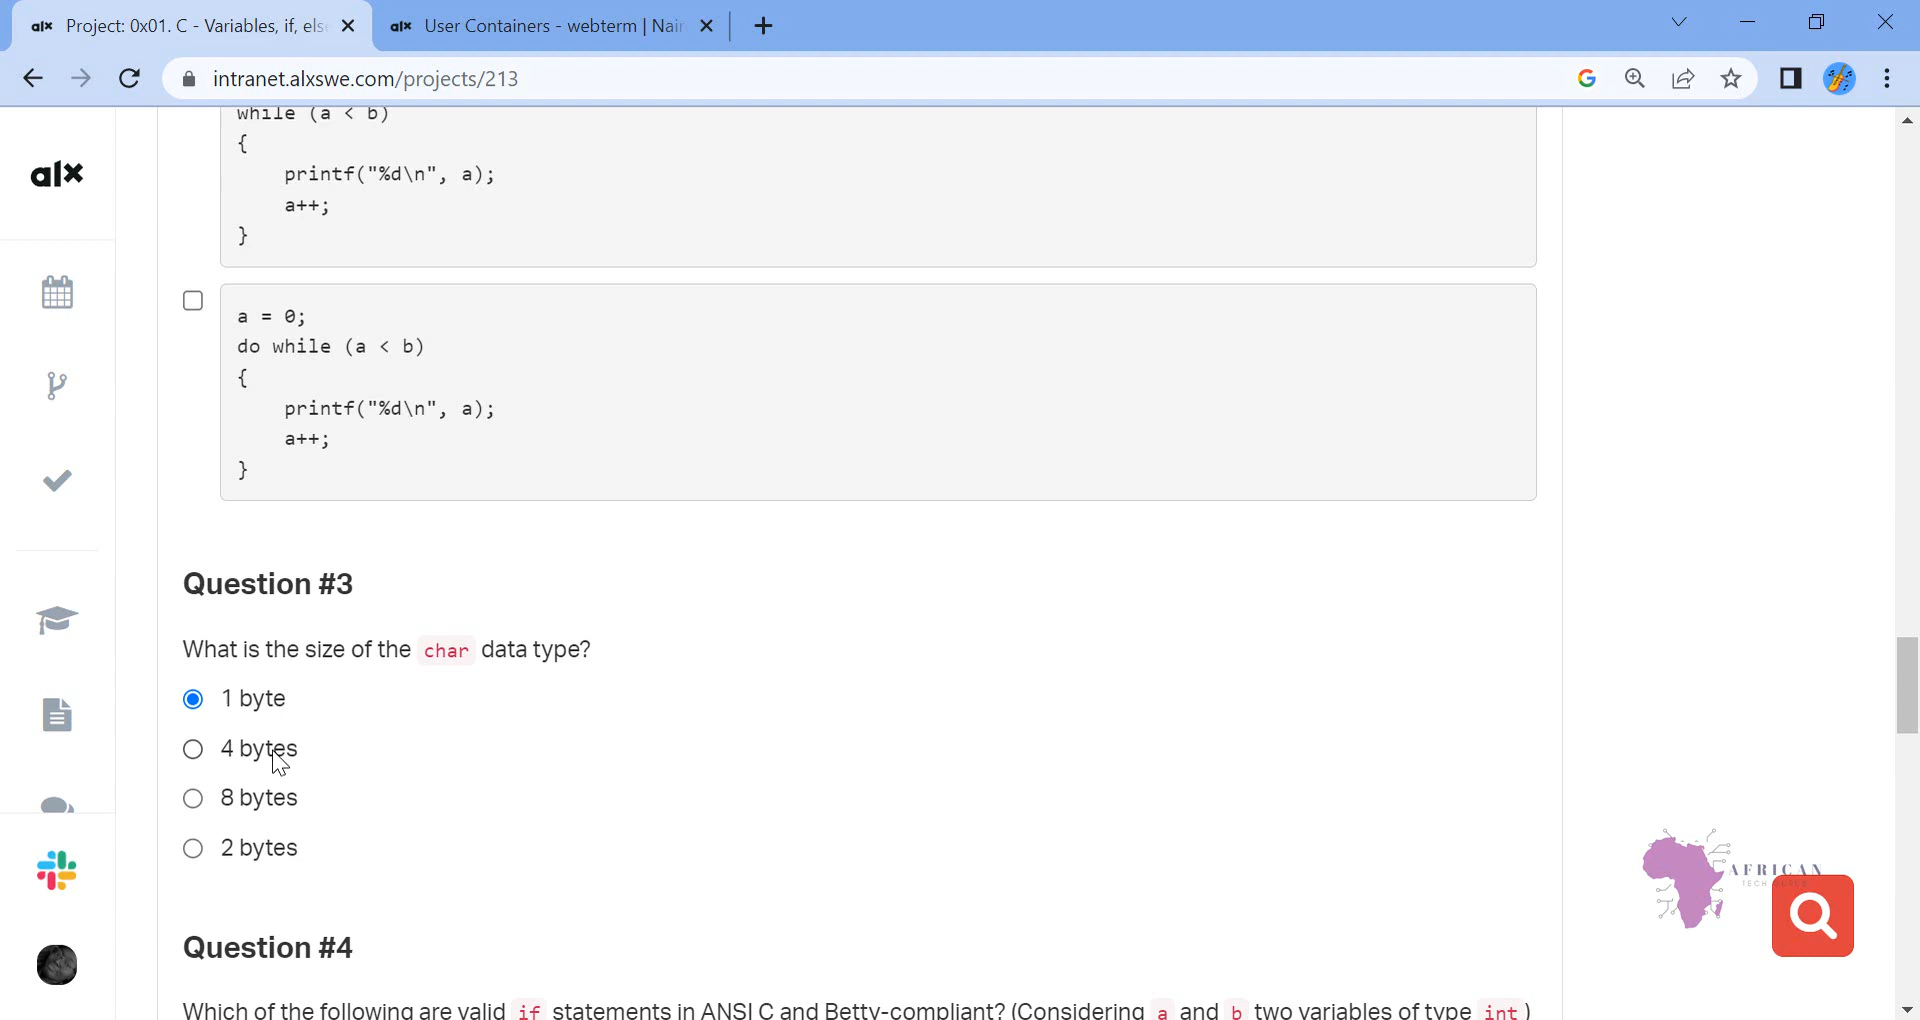 alx Project: 0x01. C - Variables, if, els
alx User Containers - webterm | Nai
intranet.alxswe.com/projects/213
alx
while (a < b)
{
printf("%d\n", a);
a++;
}
a = 0;
do while (a < b)
{
printf("%d\n", a);
a++;
}
Question #3
What is the size of the char data type?
1 byte
4 bytes
8 bytes
2 bytes
AFRICAN
Question #4
Which of the following are valid if statements in ANSI C and Betty-compliant? (Considering a and b two variables of type int)